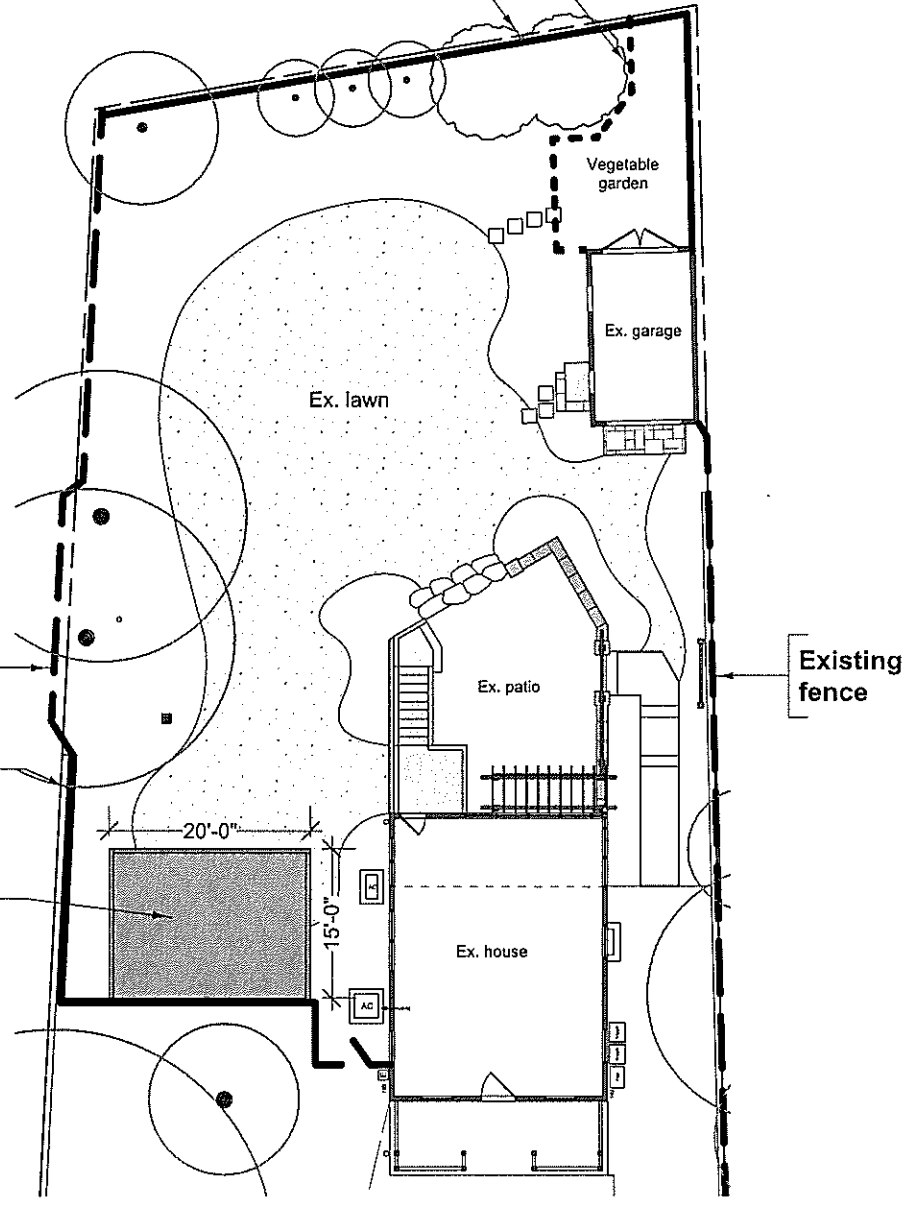 Vegetable
garden
Ex. garage
Ex. lawn
Existing
fence
Ex. patio
20'-0"
15'-0"
AC
Ex. house
AC